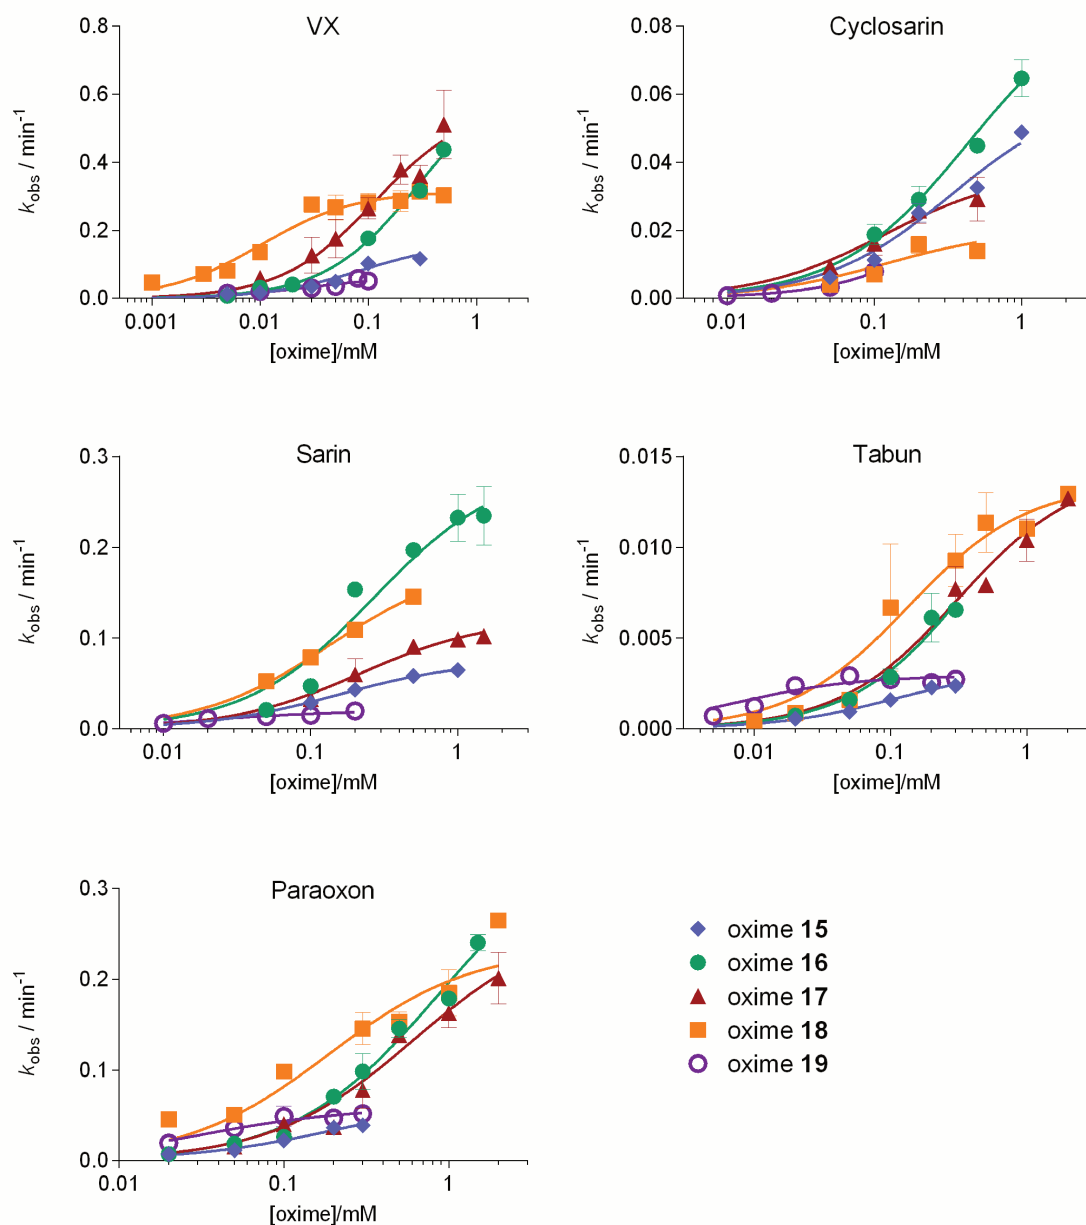 VX
0.8
0.6
0.4
0.2
0.0
k_obs / min⁻¹
0.001 0.01 0.1 1
[oxime]/mM
Cyclosarin
0.08
0.06
0.04
0.02
0.00
k_obs / min⁻¹
0.01 0.1 1
[oxime]/mM
Sarin
0.3
0.2
0.1
0.0
k_obs / min⁻¹
0.01 0.1 1
[oxime]/mM
Tabun
0.015
0.010
0.005
0.000
k_obs / min⁻¹
0.01 0.1 1
[oxime]/mM
Paraoxon
0.3
0.2
0.1
0.0
k_obs / min⁻¹
0.01 0.1 1
[oxime]/mM
oxime 15
oxime 16
oxime 17
oxime 18
oxime 19